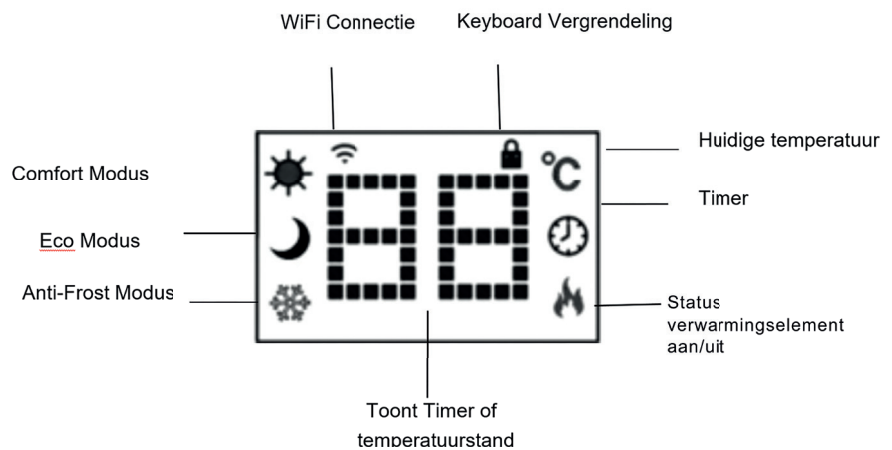 WiFi Connectie
Keyboard Vergrendeling
Huidige temperatuur
°C
Comfort Modus
Timer
88
Eco Modus
Anti-Frost Modus
Status
verwarmingselement
aan/uit
Toont Timer of
temperatuurstand